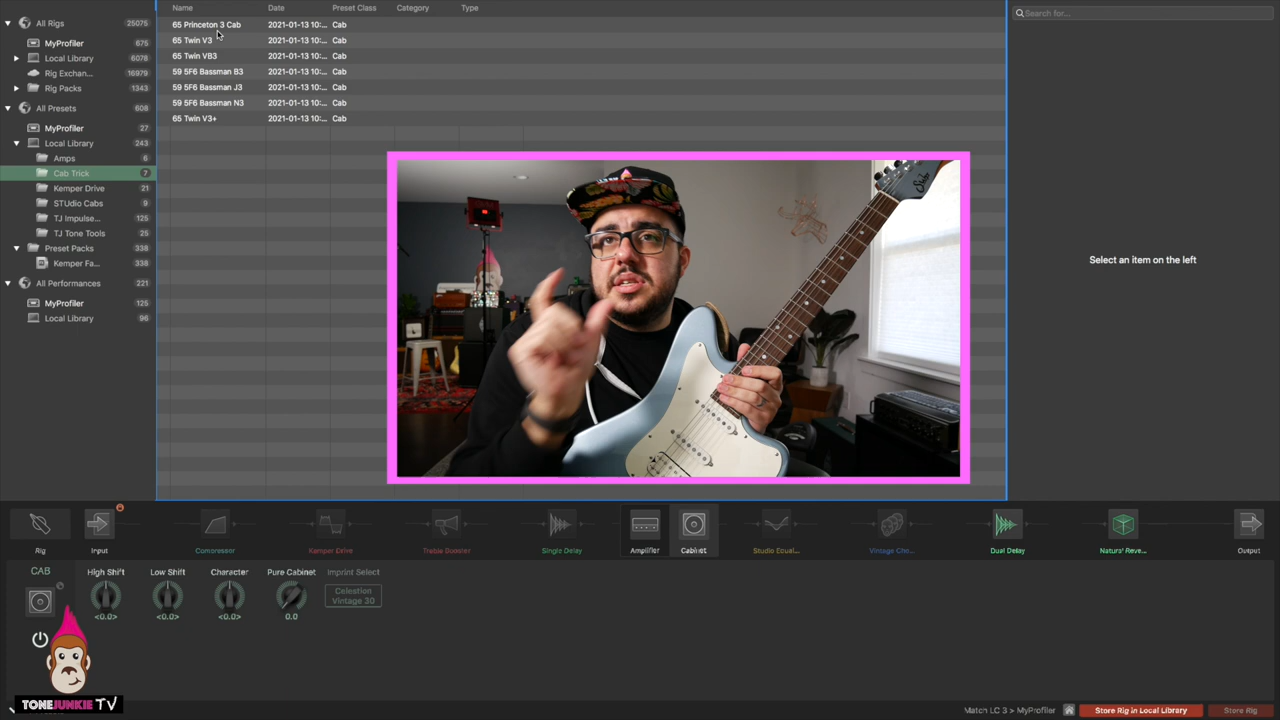 All Rigs 25075
MyProfiler 675
Local Library 6078
Rig Exchan... 16979
Rig Packs 1343
All Presets 608
MyProfiler 27
Local Library 243
Amps 6
Cab Trick 7
Kemper Drive 21
STUdio Cabs 9
TJ Impulse... 125
TJ Tone Tools 25
Preset Packs 338
Kemper Fa... 338
All Performances 221
MyProfiler 125
Local Library 96
Name Date Preset Class Category Type
65 Princeton 3 Cab 2021-01-13 10:... Cab
65 Twin V3 2021-01-13 10:... Cab
65 Twin VB3 2021-01-13 10:... Cab
59 5F6 Bassman B3 2021-01-13 10:... Cab
59 5F6 Bassman J3 2021-01-13 10:... Cab
59 5F6 Bassman N3 2021-01-13 10:... Cab
65 Twin V3+ 2021-01-13 10:... Cab
Search for...
Select an item on the left
Rig Input Compressor Kemper Drive Treble Booster Single Delay Amplifier Cabinet Studio Equali... Vintage Cho... Dual Delay Natural Reve... Output
CAB High Shift Low Shift Character Pure Cabinet Imprint Select
Celestion
Vintage 30
<0.0> <0.0> <0.0> 0.0
TONEJUNKIE TV
Match LC 3 > MyProfiler Store Rig in Local Library Store Rig